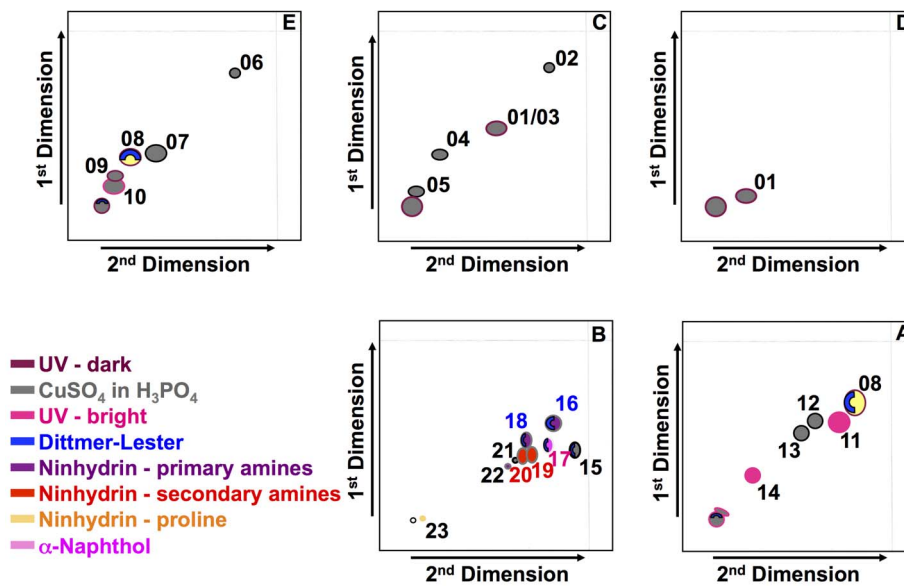 E
1st Dimension
06
08
07
09
10
2nd Dimension
C
1st Dimension
02
01/03
04
05
2nd Dimension
D
1st Dimension
01
2nd Dimension
UV - dark
CuSO4 in H3PO4
UV - bright
Dittmer-Lester
Ninhydrin - primary amines
Ninhydrin - secondary amines
Ninhydrin - proline
α-Naphthol
B
1st Dimension
16
18
21
22
20
19
17
15
23
2nd Dimension
A
1st Dimension
08
12
13
11
14
2nd Dimension